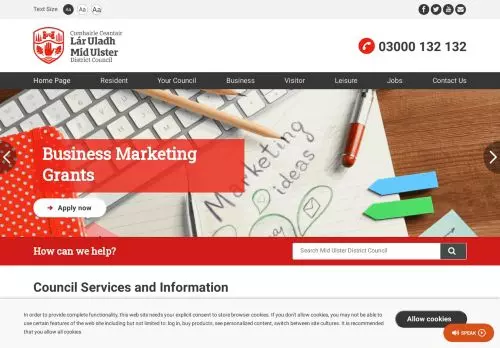 Text Size: Aa Aa Aa
Comhairle Ceantair
Lár Uladh
Mid Ulster
District Council
03000 132 132
Home Page Resident Your Council Business Visitor Leisure Jobs Contact Us
Business Marketing
Grants
Apply now
Marketing
ideas
How can we help?
Search Mid Ulster District Council
Council Services and Information
In order to provide complete functionality, this web site needs your explicit consent to store browser cookies. If you don't allow cookies, you may not be able to
use certain features of the web site including but not limited to: log in, buy products, see personalized content, switch between site cultures. It is recommended
that you allow all cookies.
Allow cookies
SPEAK